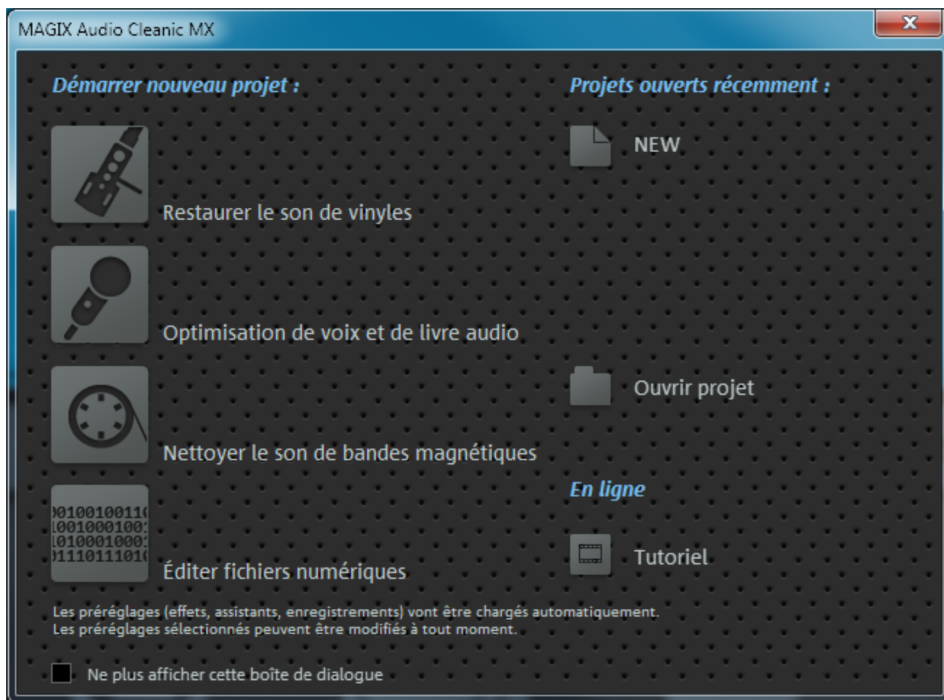 MAGIX Audio Cleanic MX
Démarrer nouveau projet :
Restaurer le son de vinyles
Optimisation de voix et de livre audio
Nettoyer le son de bandes magnétiques
Éditer fichiers numériques
Projets ouverts récemment :
NEW
Ouvrir projet
En ligne
Tutoriel
Les préréglages (effets, assistants, enregistrements) vont être chargés automatiquement.
Les préréglages sélectionnés peuvent être modifiés à tout moment.
Ne plus afficher cette boîte de dialogue